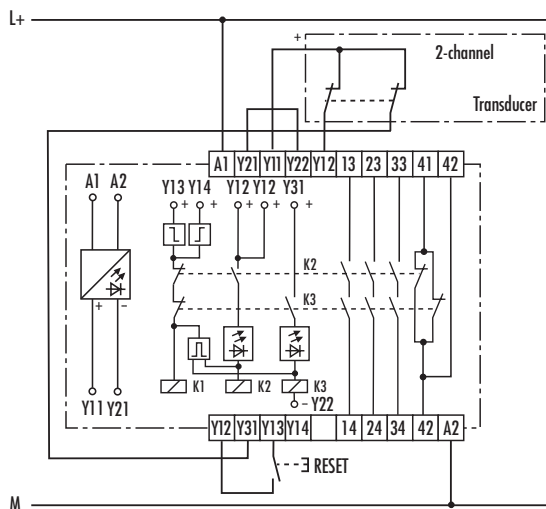 L+
+
2-channel
Transducer
A1 Y21 Y11 Y22 Y12 13 23 33 41 42
A1 A2
Y13 Y14 Y12 Y12 Y31
+ + + + +
K2
K3
+ −
K1 K2 K3
Y11 Y21
− Y22
Y12 Y31 Y13 Y14 14 24 34 42 A2
RESET
M